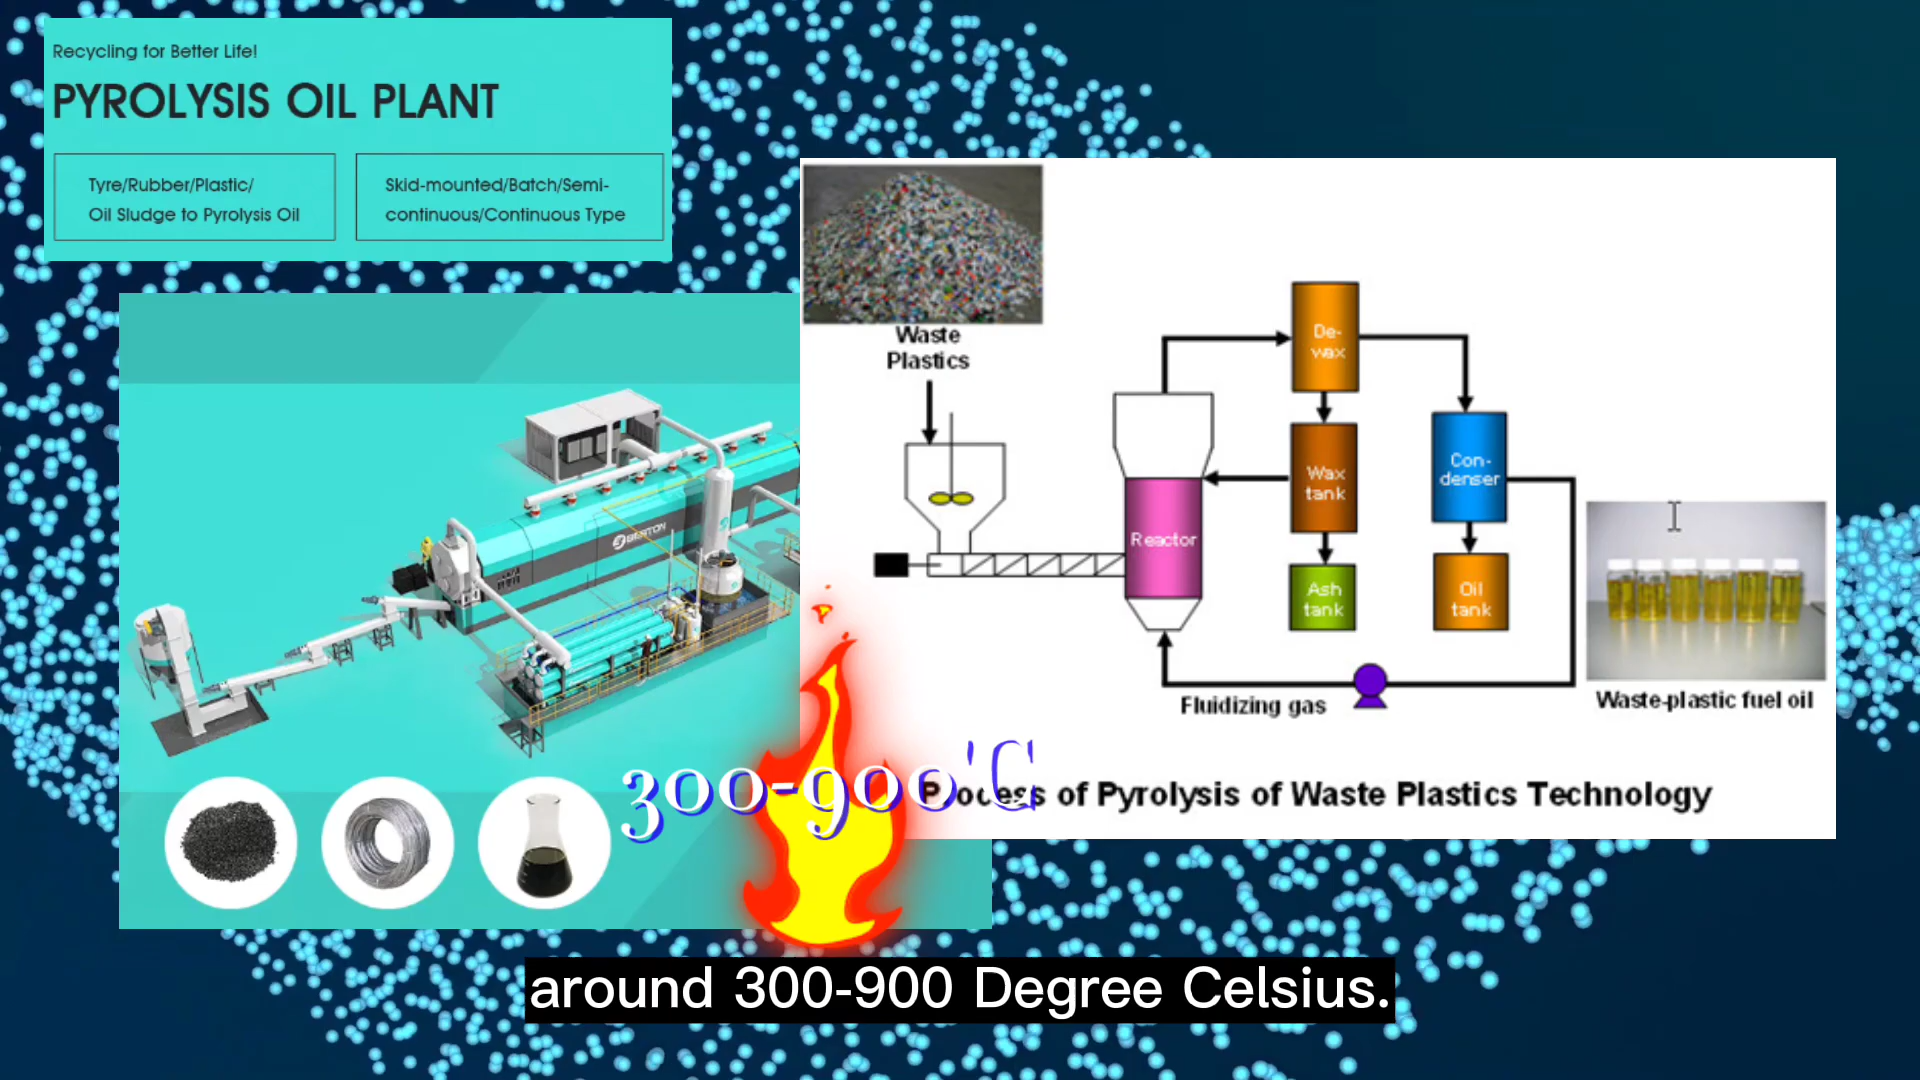 Recycling for Better Life!
PYROLYSIS OIL PLANT
Tyre/Rubber/Plastic/
Oil Sludge to Pyrolysis Oil
Skid-mounted/Batch/Semi-
continuous/Continuous Type
Waste
Plastics
De-
wax
Wax
tank
Con-
denser
Reactor
Ash
tank
Oil
tank
BESTON
Fluidizing gas
Waste-plastic fuel oil
300-900°C
Process of Pyrolysis of Waste Plastics Technology
around 300-900 Degree Celsius.